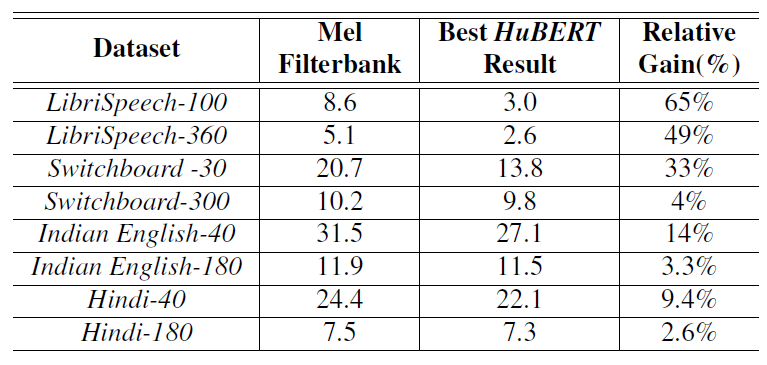 Dataset Mel Filterbank Best HuBERT Result Relative Gain(%)
LibriSpeech-100 8.6 3.0 65%
LibriSpeech-360 5.1 2.6 49%
Switchboard -30 20.7 13.8 33%
Switchboard-300 10.2 9.8 4%
Indian English-40 31.5 27.1 14%
Indian English-180 11.9 11.5 3.3%
Hindi-40 24.4 22.1 9.4%
Hindi-180 7.5 7.3 2.6%